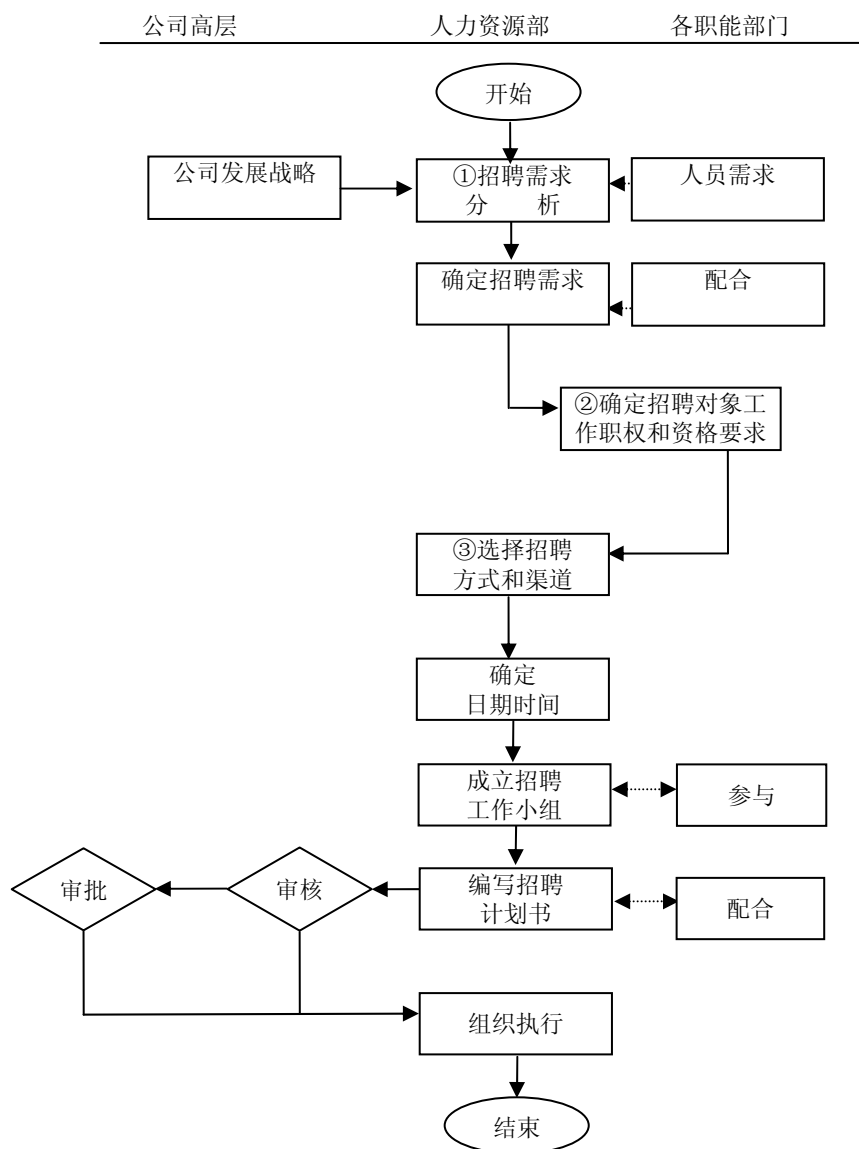 公司高层 人力资源部 各职能部门
开始
公司发展战略
①招聘需求
分 析
人员需求
确定招聘需求
配合
②确定招聘对象工
作职权和资格要求
③选择招聘
方式和渠道
确定
日期时间
成立招聘
工作小组
参与
审批
审核
编写招聘
计划书
配合
组织执行
结束